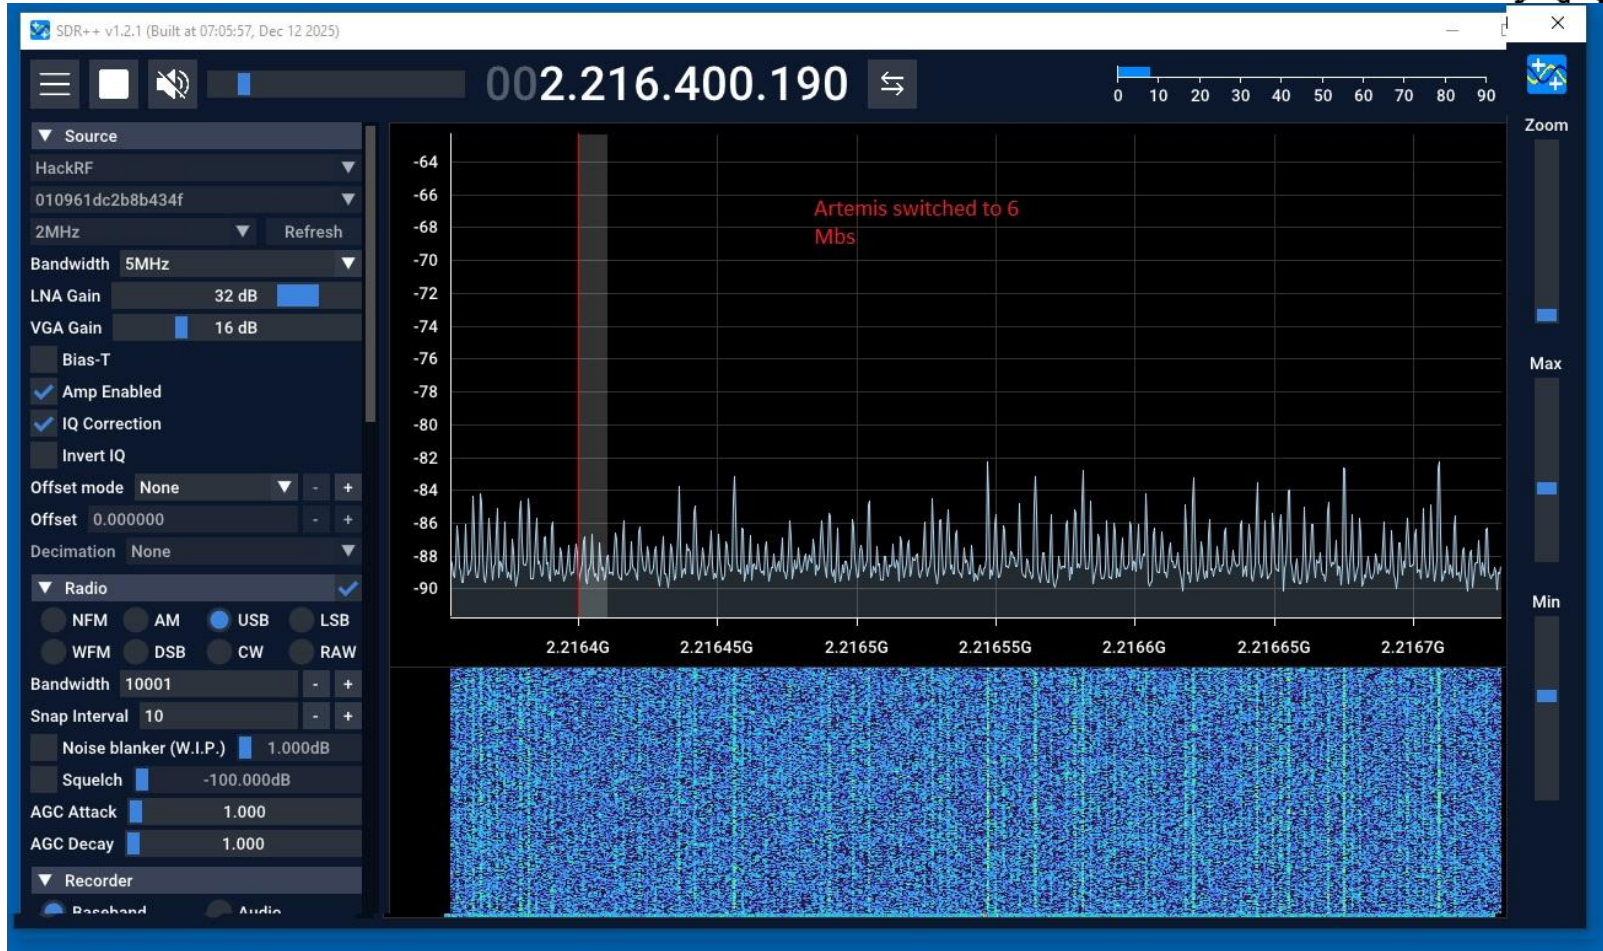 SDR++ v1.2.1 (Built at 07:05:57, Dec 12 2025)
002.216.400.190
0 10 20 30 40 50 60 70 80 90
Source
HackRF
010961dc2b8b434f
2MHz Refresh
Bandwidth 5MHz
LNA Gain 32 dB
VGA Gain 16 dB
Bias-T
Amp Enabled
IQ Correction
Invert IQ
Offset mode None - +
Offset 0.000000 - +
Decimation None
Radio
NFM AM USB LSB
WFM DSB CW RAW
Bandwidth 10001 - +
Snap Interval 10 - +
Noise blanker (W.I.P.) 1.000dB
Squelch -100.000dB
AGC Attack 1.000
AGC Decay 1.000
Recorder
Baseband Audio
-64
-66
-68
-70
-72
-74
-76
-78
-80
-82
-84
-86
-88
-90
Artemis switched to 6
Mbs
2.2164G 2.21645G 2.2165G 2.21655G 2.2166G 2.21665G 2.2167G
Zoom
Max
Min